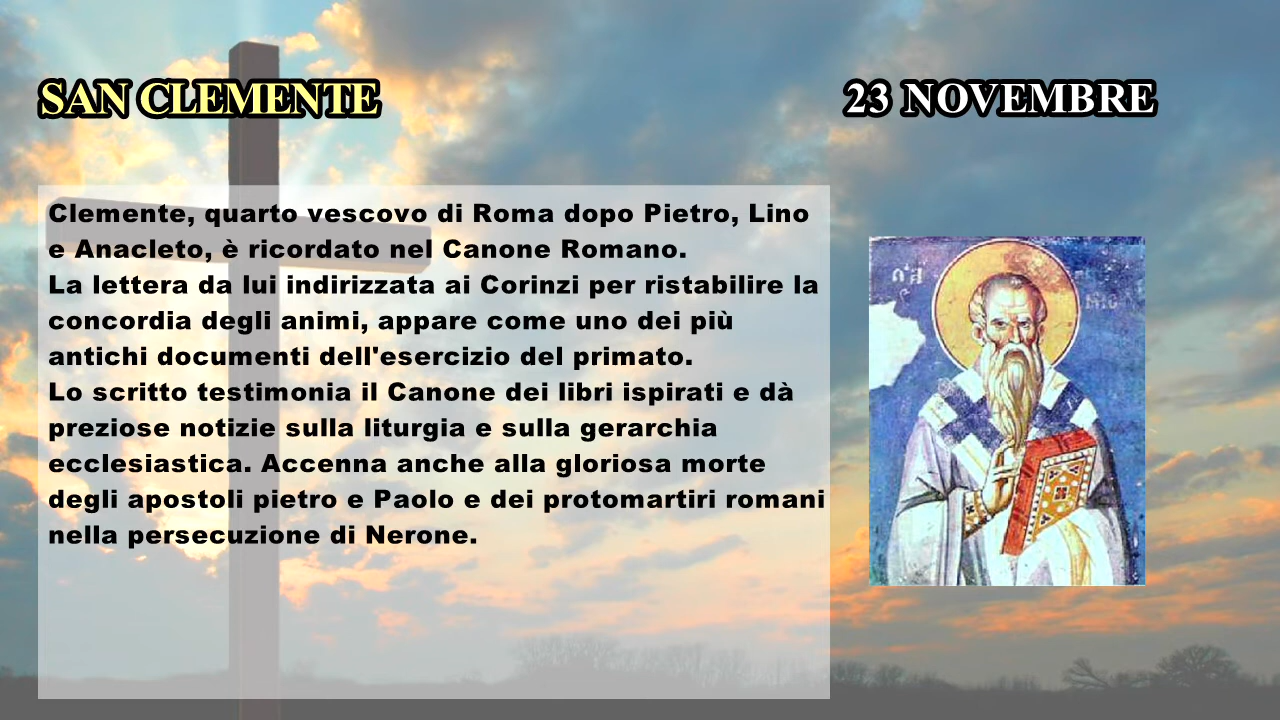 SAN CLEMENTE
23 NOVEMBRE
Clemente, quarto vescovo di Roma dopo Pietro, Lino
e Anacleto, è ricordato nel Canone Romano.
La lettera da lui indirizzata ai Corinzi per ristabilire la
concordia degli animi, appare come uno dei più
antichi documenti dell'esercizio del primato.
Lo scritto testimonia il Canone dei libri ispirati e dà
preziose notizie sulla liturgia e sulla gerarchia
ecclesiastica. Accenna anche alla gloriosa morte
degli apostoli pietro e Paolo e dei protomartiri romani
nella persecuzione di Nerone.